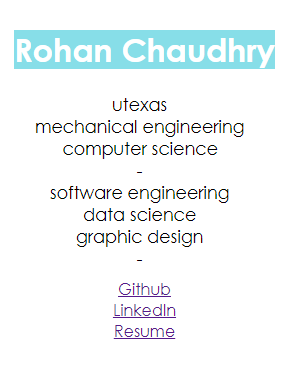 Rohan Chaudhry
utexas
mechanical engineering
computer science
-
software engineering
data science
graphic design
-
Github
LinkedIn
Resume